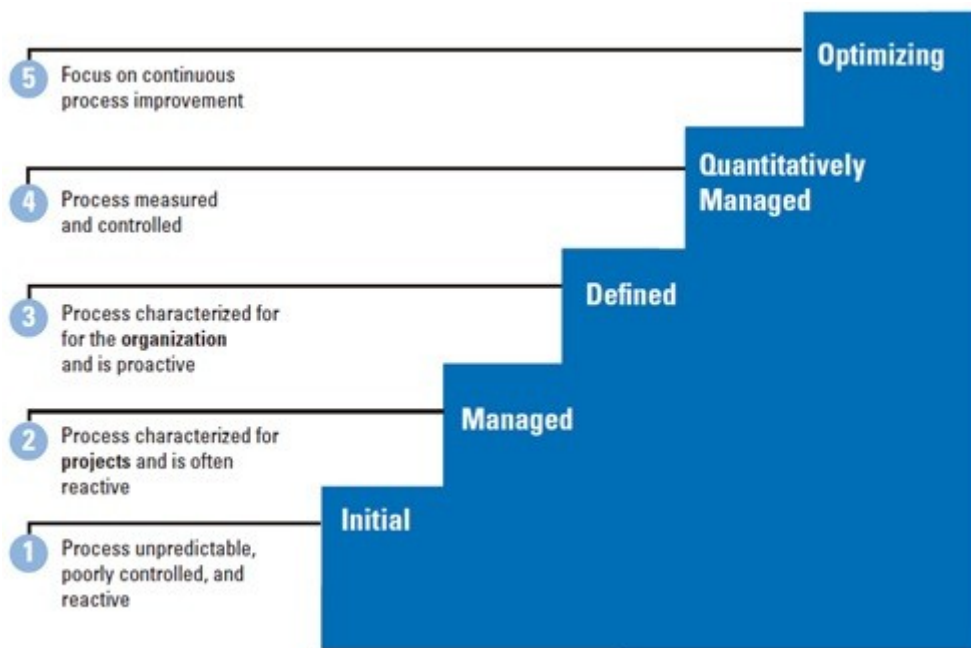 Optimizing
5
Focus on continuous
process improvement
Quantitatively
Managed
4
Process measured
and controlled
Defined
3
Process characterized for
for the organization
and is proactive
Managed
2
Process characterized for
projects and is often
reactive
Initial
1
Process unpredictable,
poorly controlled, and
reactive